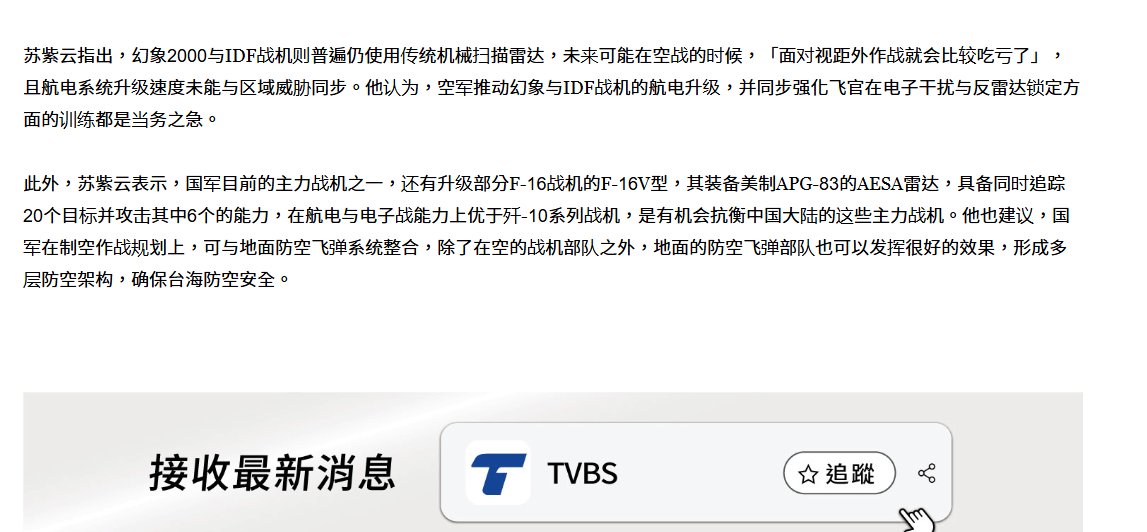 苏紫云指出，幻象2000与IDF战机则普遍仍使用传统机械扫描雷达，未来可能在空战的时候，「面对视距外作战就会比较吃亏了」，
且航电系统升级速度未能与区域威胁同步。他认为，空军推动幻象与IDF战机的航电升级，并同步强化飞官在电子干扰与反雷达锁定方
面的训练都是当务之急。
此外，苏紫云表示，国军目前的主力战机之一，还有升级部分F-16战机的F-16V型，其装备美制APG-83的AESA雷达，具备同时追踪
20个目标并攻击其中6个的能力，在航电与电子战能力上优于歼-10系列战机，是有机会抗衡中国大陆的这些主力战机。他也建议，国
军在制空作战规划上，可与地面防空飞弹系统整合，除了在空的战机部队之外，地面的防空飞弹部队也可以发挥很好的效果，形成多
层防空架构，确保台海防空安全。
接收最新消息
TVBS
追蹤